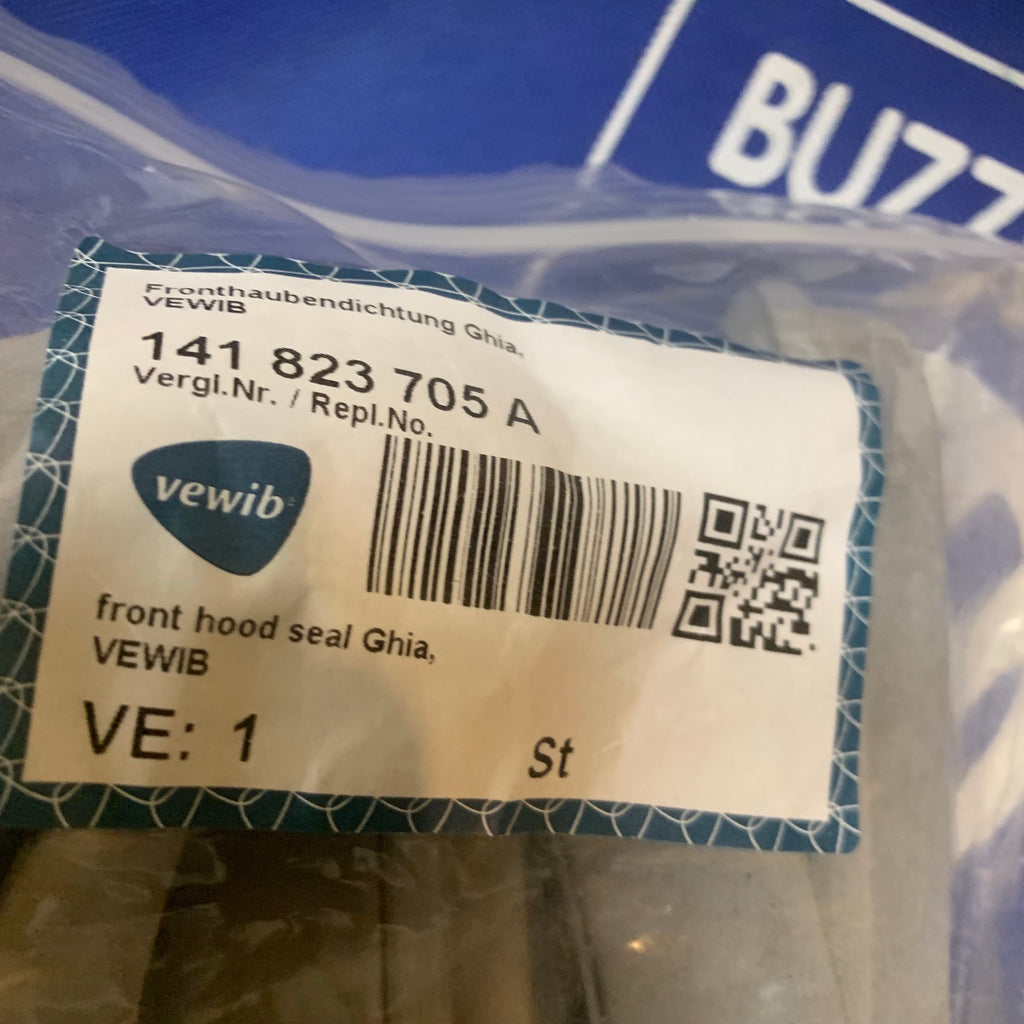 BUZZ
Fronthaubendichtung Ghia,
VEWIB
141 823 705 A
Vergl.Nr. / Repl.No.
vewib
front hood seal Ghia,
VEWIB
VE: 1 St